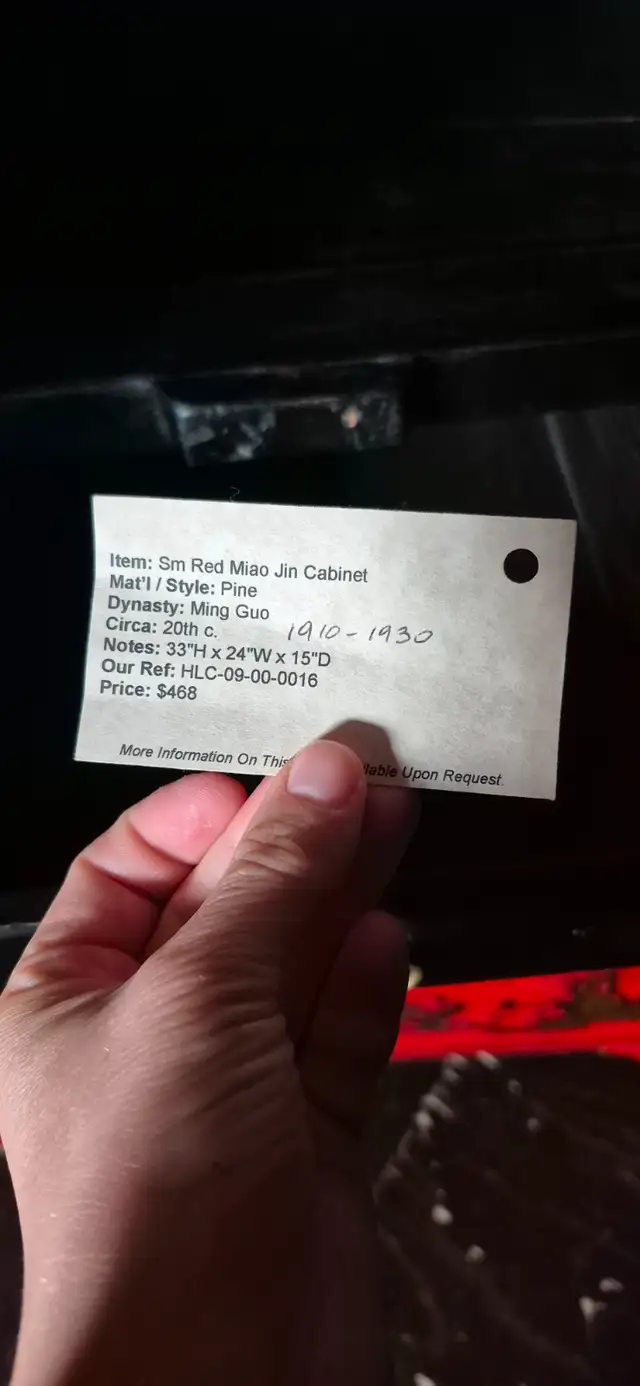 Item: Sm Red Miao Jin Cabinet
Mat'l / Style: Pine
Dynasty: Ming Guo
Circa: 20th c. 1910-1930
Notes: 33"H x 24"W x 15"D
Our Ref: HLC-09-00-0016
Price: $468
More Information On This Upon Request.